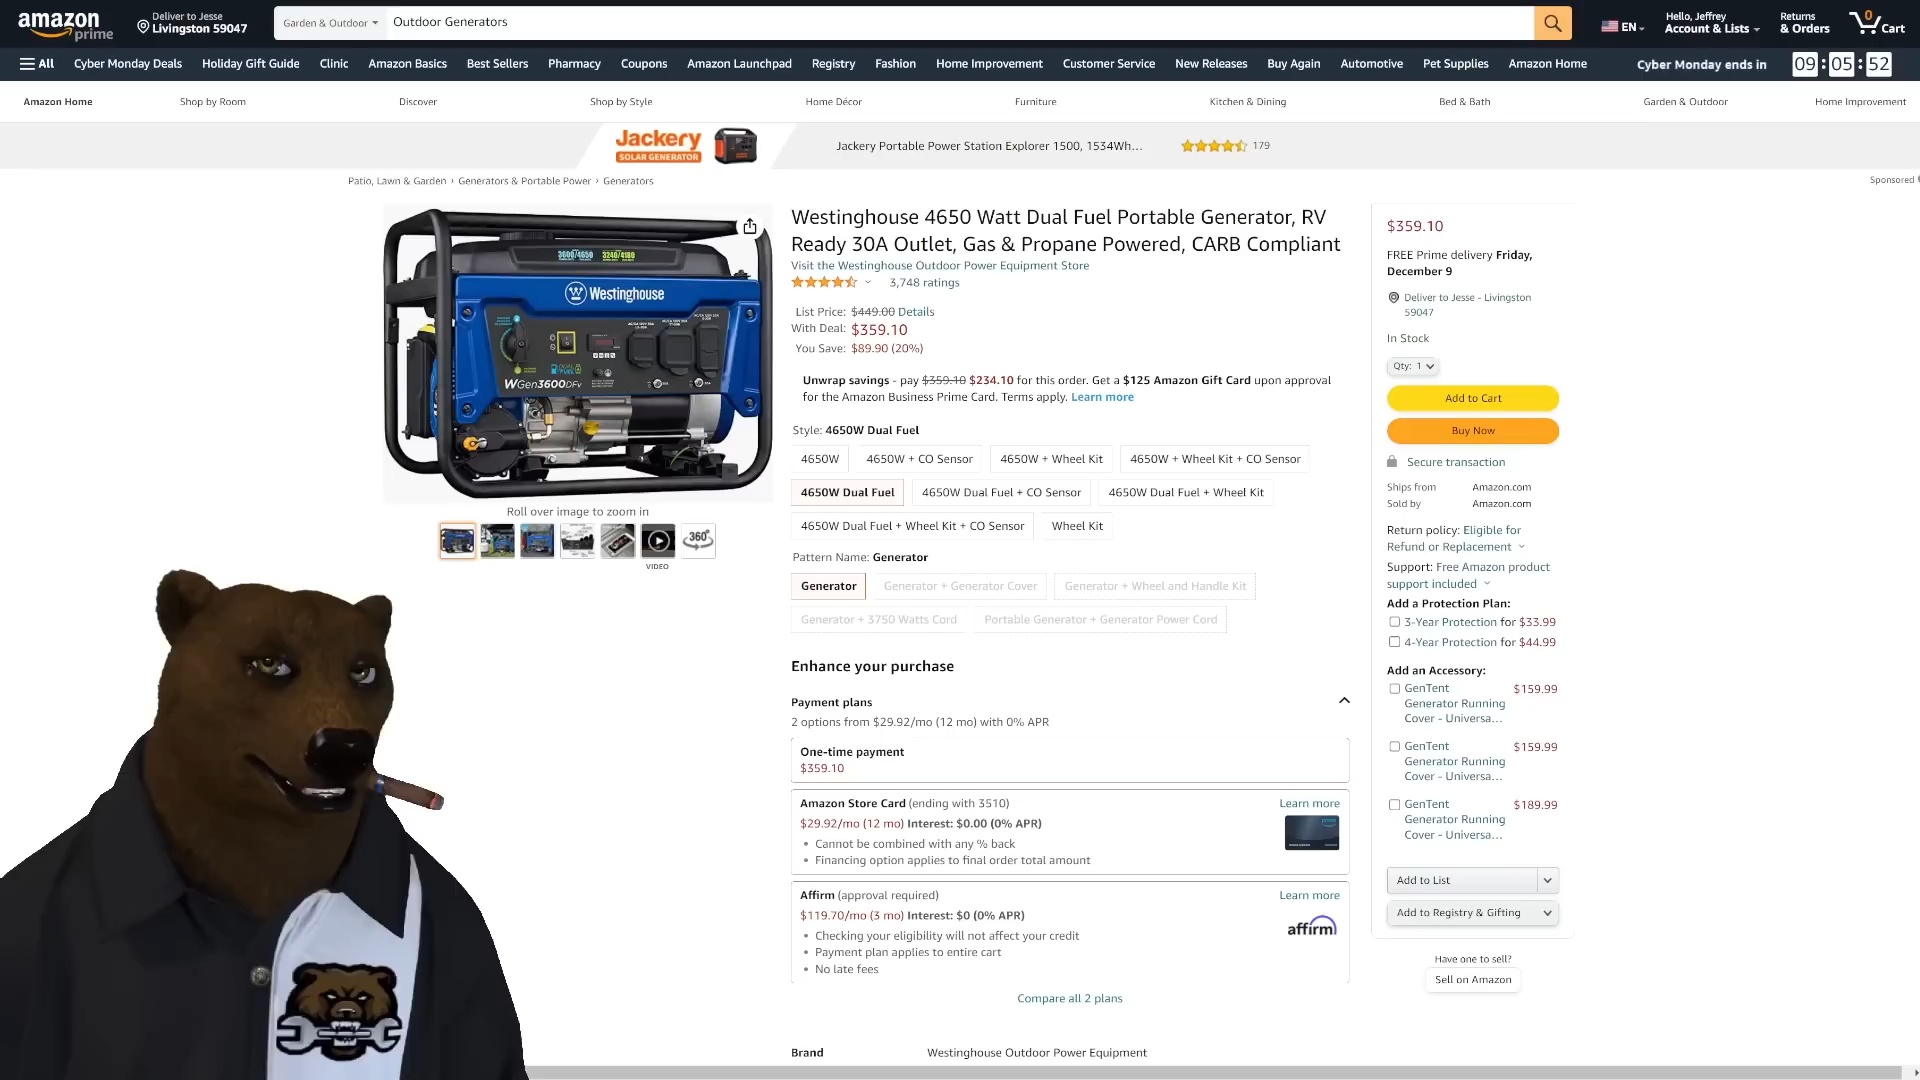 amazon
prime
Deliver to Jesse
Livingston 59047
Garden & Outdoor
Outdoor Generators
EN
Hello, Jeffrey
Account & Lists
Returns
& Orders
0
Cart
All
Cyber Monday Deals
Holiday Gift Guide
Clinic
Amazon Basics
Best Sellers
Pharmacy
Coupons
Amazon Launchpad
Registry
Fashion
Home Improvement
Customer Service
New Releases
Buy Again
Automotive
Pet Supplies
Amazon Home
Cyber Monday ends in
09 : 05 : 52
Amazon Home
Shop by Room
Discover
Shop by Style
Home Décor
Furniture
Kitchen & Dining
Bed & Bath
Garden & Outdoor
Home Improvement
Jackery
SOLAR GENERATOR
Jackery Portable Power Station Explorer 1500, 1534Wh…
179
Sponsored
Patio, Lawn & Garden › Generators & Portable Power › Generators
3600/4650 3240/4180
Westinghouse
WGen3600DFv
DUAL FUEL
Roll over image to zoom in
VIDEO
360°
Westinghouse 4650 Watt Dual Fuel Portable Generator, RV
Ready 30A Outlet, Gas & Propane Powered, CARB Compliant
Visit the Westinghouse Outdoor Power Equipment Store
3,748 ratings
List Price: $449.00 Details
With Deal: $359.10
You Save: $89.90 (20%)
Unwrap savings - pay $359.10 $234.10 for this order. Get a $125 Amazon Gift Card upon approval
for the Amazon Business Prime Card. Terms apply. Learn more
Style: 4650W Dual Fuel
4650W
4650W + CO Sensor
4650W + Wheel Kit
4650W + Wheel Kit + CO Sensor
4650W Dual Fuel
4650W Dual Fuel + CO Sensor
4650W Dual Fuel + Wheel Kit
4650W Dual Fuel + Wheel Kit + CO Sensor
Wheel Kit
Pattern Name: Generator
Generator
Generator + Generator Cover
Generator + Wheel and Handle Kit
Generator + 3750 Watts Cord
Portable Generator + Generator Power Cord
Enhance your purchase
Payment plans
2 options from $29.92/mo (12 mo) with 0% APR
One-time payment
$359.10
Amazon Store Card (ending with 3510)
Learn more
$29.92/mo (12 mo) Interest: $0.00 (0% APR)
• Cannot be combined with any % back
• Financing option applies to final order total amount
Affirm (approval required)
Learn more
$119.70/mo (3 mo) Interest: $0 (0% APR)
affirm
• Checking your eligibility will not affect your credit
• Payment plan applies to entire cart
• No late fees
Compare all 2 plans
Brand
Westinghouse Outdoor Power Equipment
$359.10
FREE Prime delivery Friday,
December 9
Deliver to Jesse - Livingston
59047
In Stock
Qty: 1
Add to Cart
Buy Now
Secure transaction
Ships from Amazon.com
Sold by Amazon.com
Return policy: Eligible for
Refund or Replacement
Support: Free Amazon product
support included
Add a Protection Plan:
3-Year Protection for $33.99
4-Year Protection for $44.99
Add an Accessory:
GenTent $159.99
Generator Running
Cover - Universa…
GenTent $159.99
Generator Running
Cover - Universa…
GenTent $189.99
Generator Running
Cover - Universa…
Add to List
Add to Registry & Gifting
Have one to sell?
Sell on Amazon